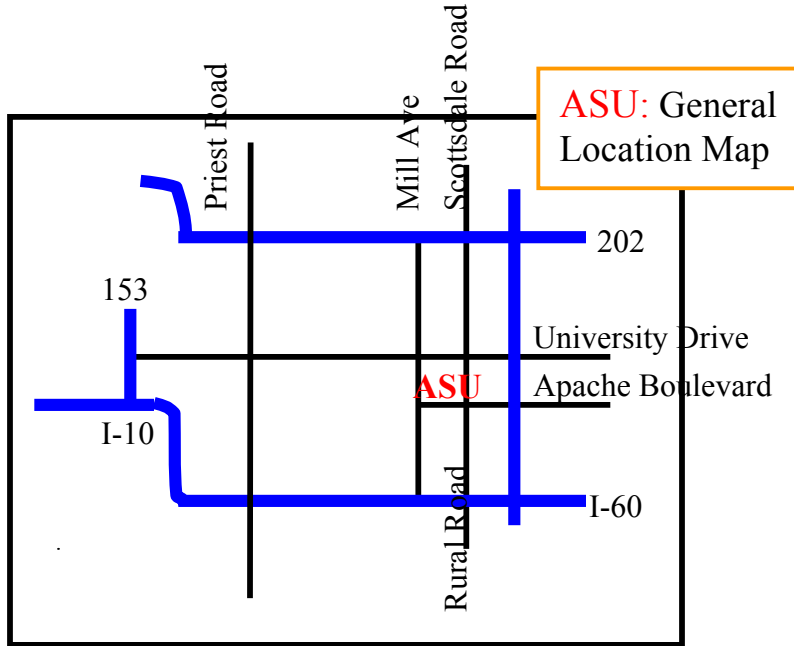 ASU: General
Location Map
Priest Road
Mill Ave
Scottsdale Road
202
153
University Drive
ASU
Apache Boulevard
I-10
I-60
Rural Road